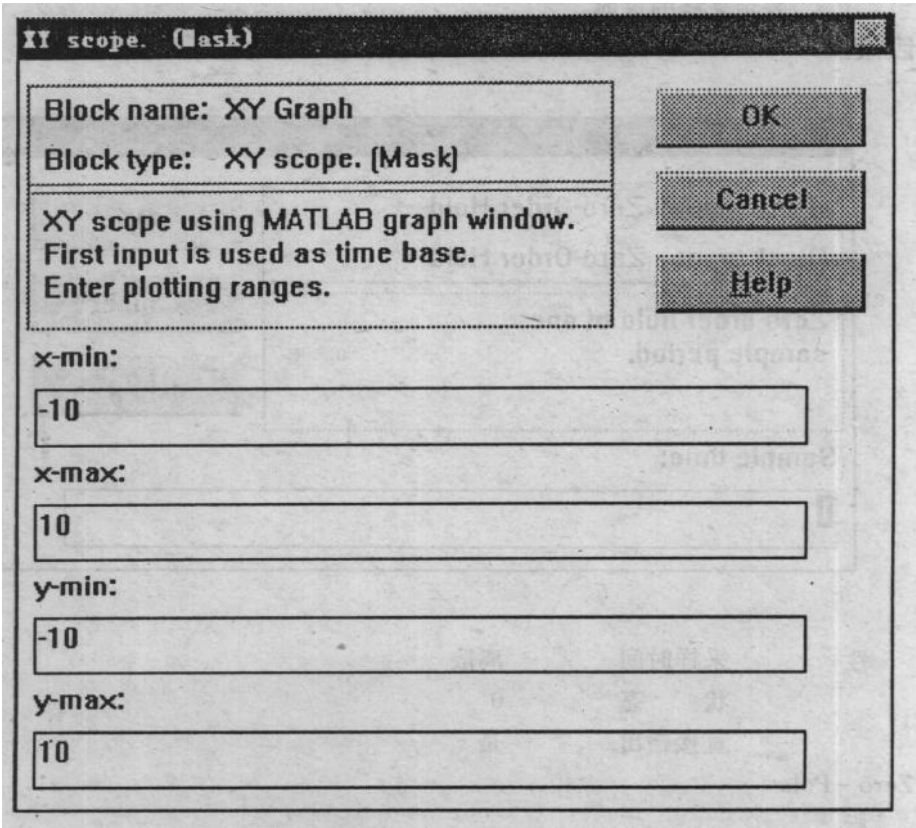 XY scope. (Mask)
Block name: XY Graph
Block type: XY scope. (Mask)
OK
Cancel
Help
XY scope using MATLAB graph window.
First input is used as time base.
Enter plotting ranges.
x-min:
-10
x-max:
10
y-min:
-10
y-max:
10